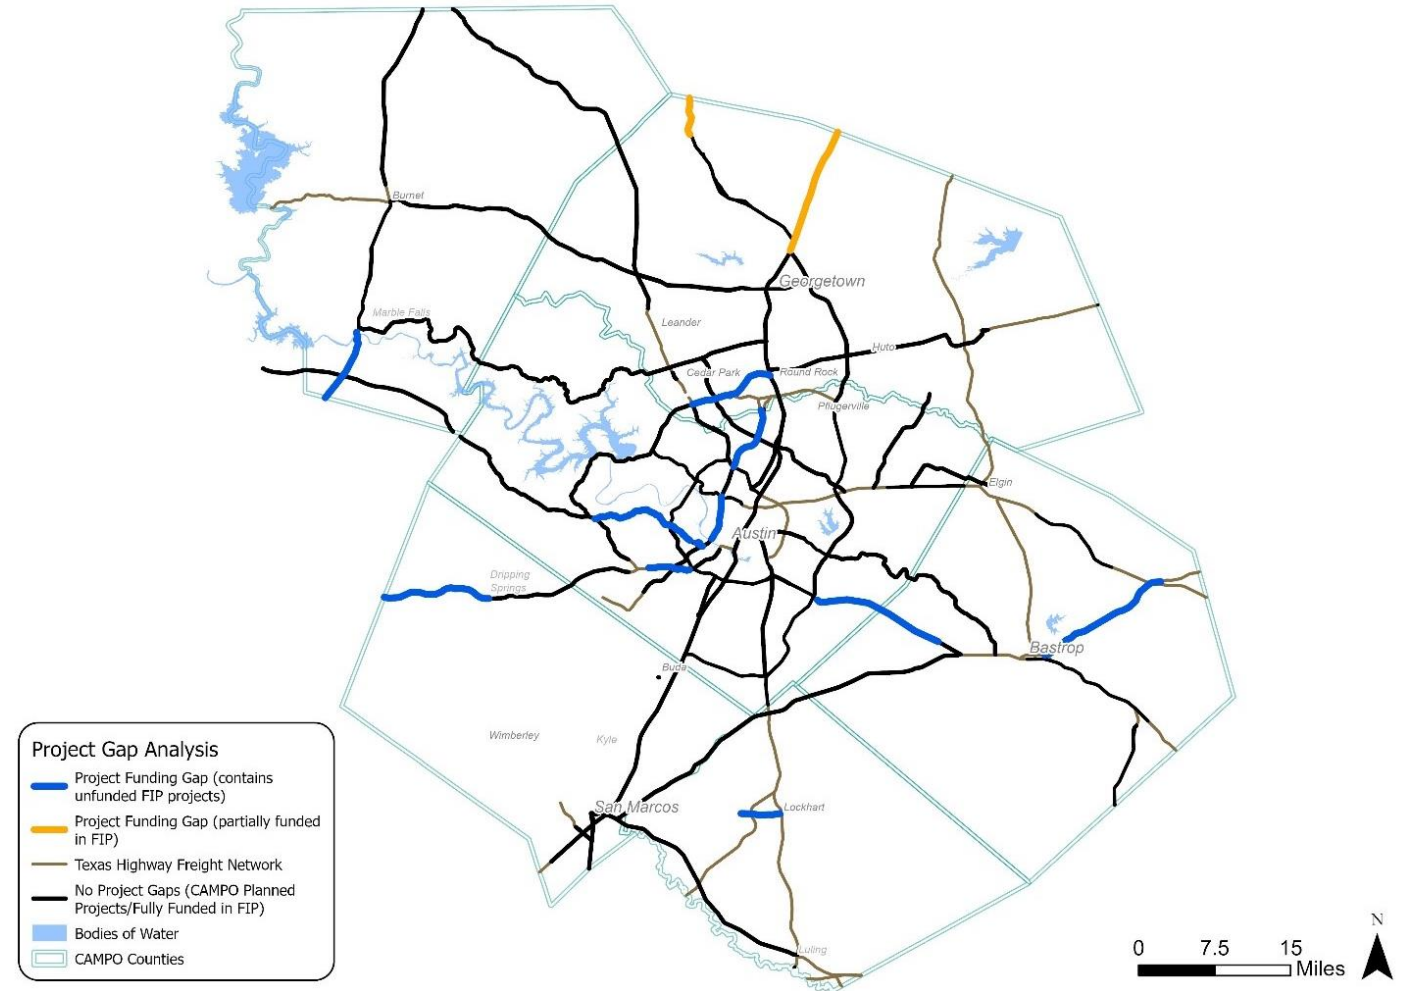 Burnet
Georgetown
Marble Falls
Leander
Huto
Cedar Park
Round Rock
Pflugerville
Elgin
Austin
Dripping
Springs
Bastrop
Buda
Wimberley
Kyle
San Marcos
Lockhart
Luling
Project Gap Analysis
Project Funding Gap (contains
unfunded FIP projects)
Project Funding Gap (partially funded
in FIP)
Texas Highway Freight Network
No Project Gaps (CAMPO Planned
Projects/Fully Funded in FIP)
Bodies of Water
CAMPO Counties
N
0 7.5 15
Miles